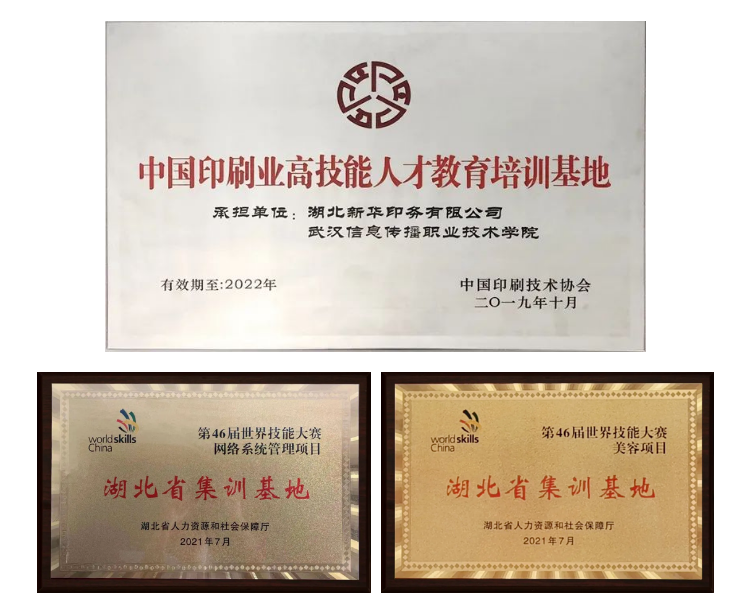 中国印刷业高技能人才教育培训基地
承担单位：湖北新华印务有限公司
武汉信息传播职业技术学院
有效期至:2022年
中国印刷技术协会
二〇一九年十月
worldskills
China
第46届世界技能大赛
网络系统管理项目
湖北省集训基地
湖北省人力资源和社会保障厅
2021年7月
worldskills
China
第46届世界技能大赛
美容项目
湖北省集训基地
湖北省人力资源和社会保障厅
2021年7月